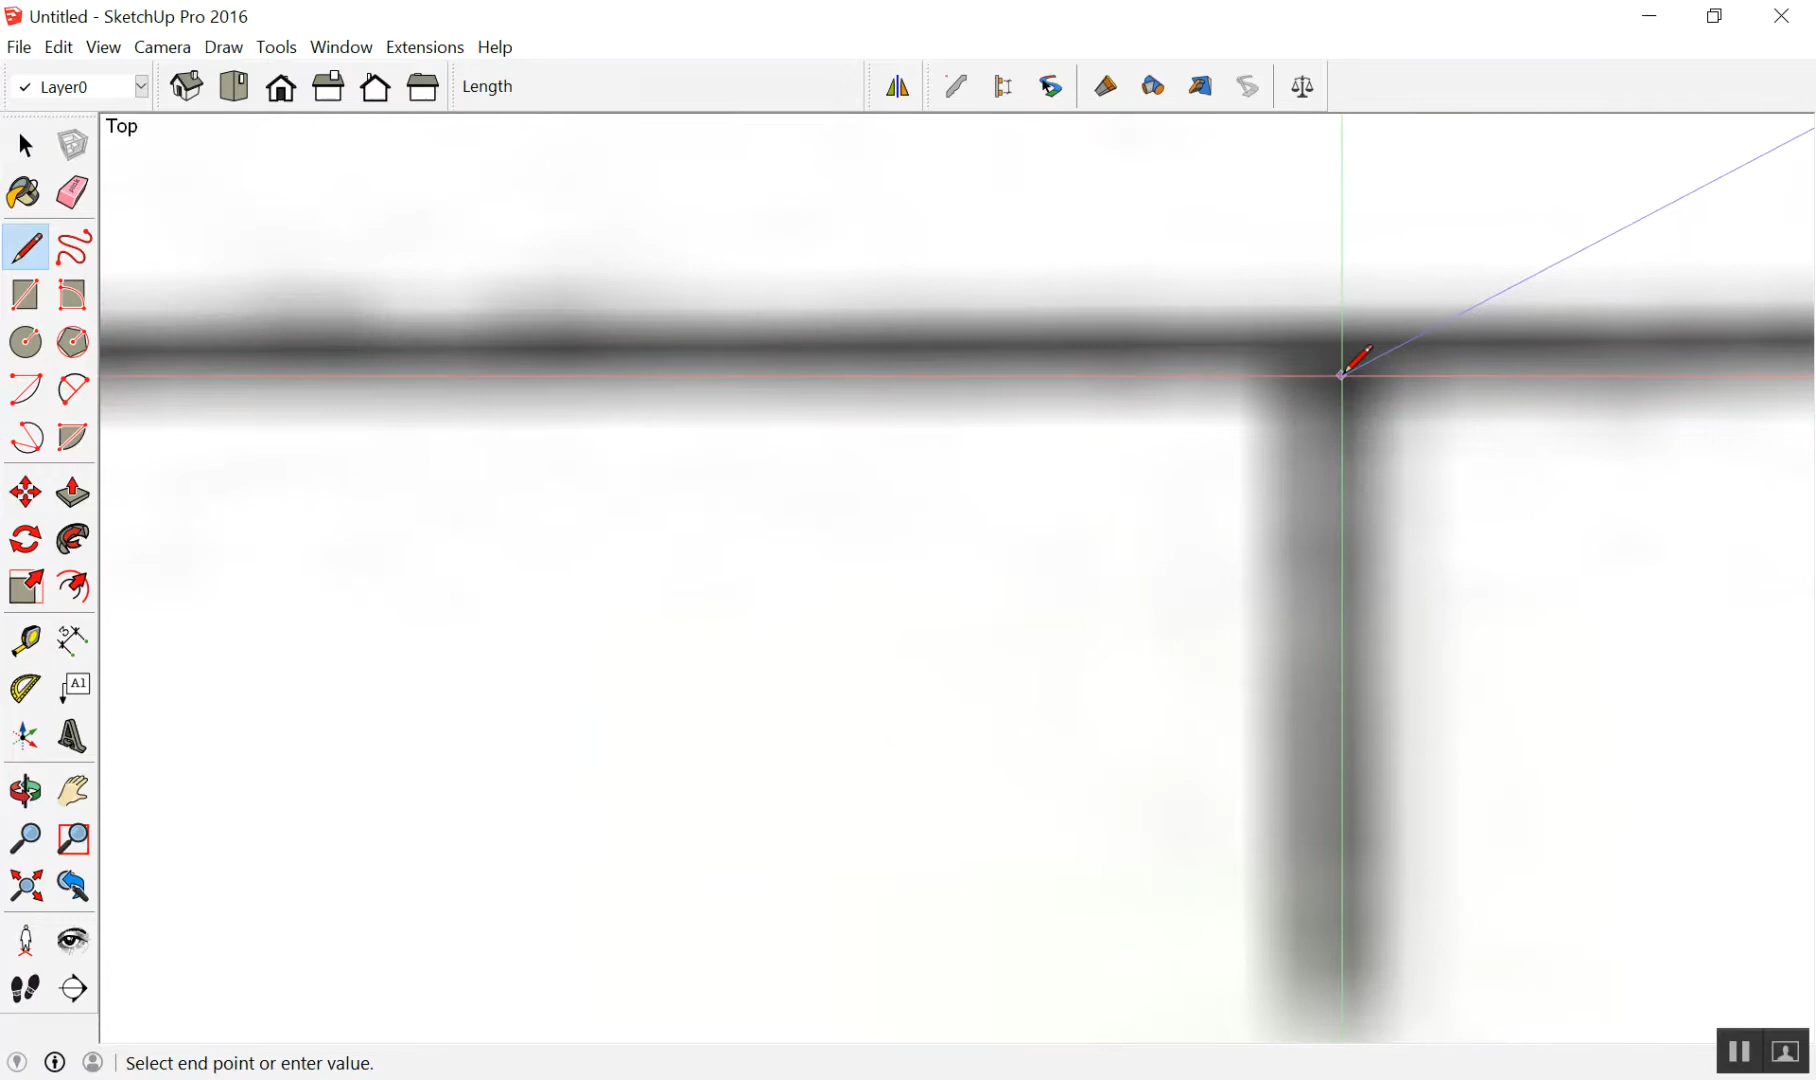 Untitled - SketchUp Pro 2016
File Edit View Camera Draw Tools Window Extensions Help
Layer0 Length
Top
A1
Select end point or enter value.